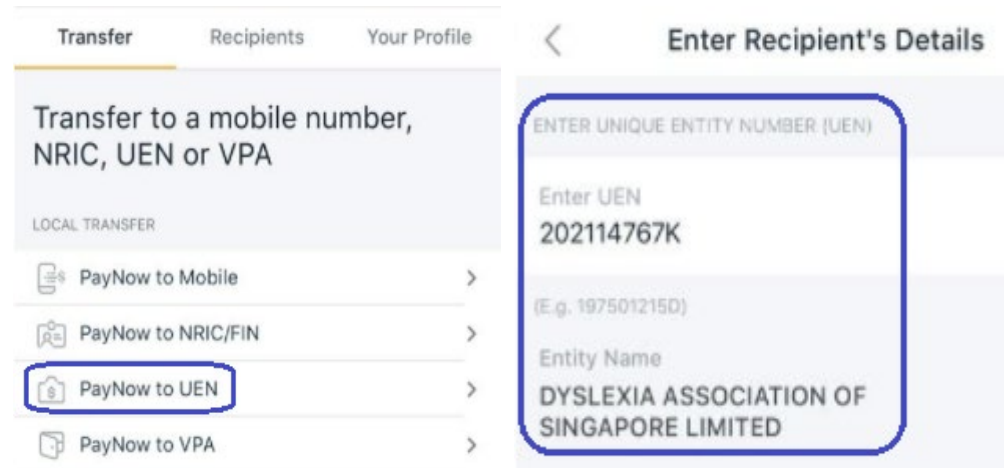 Transfer Recipients Your Profile
Transfer to a mobile number,
NRIC, UEN or VPA
LOCAL TRANSFER
PayNow to Mobile
PayNow to NRIC/FIN
PayNow to UEN
PayNow to VPA
Enter Recipient's Details
ENTER UNIQUE ENTITY NUMBER (UEN)
Enter UEN
202114767K
(E.g. 197501215D)
Entity Name
DYSLEXIA ASSOCIATION OF
SINGAPORE LIMITED